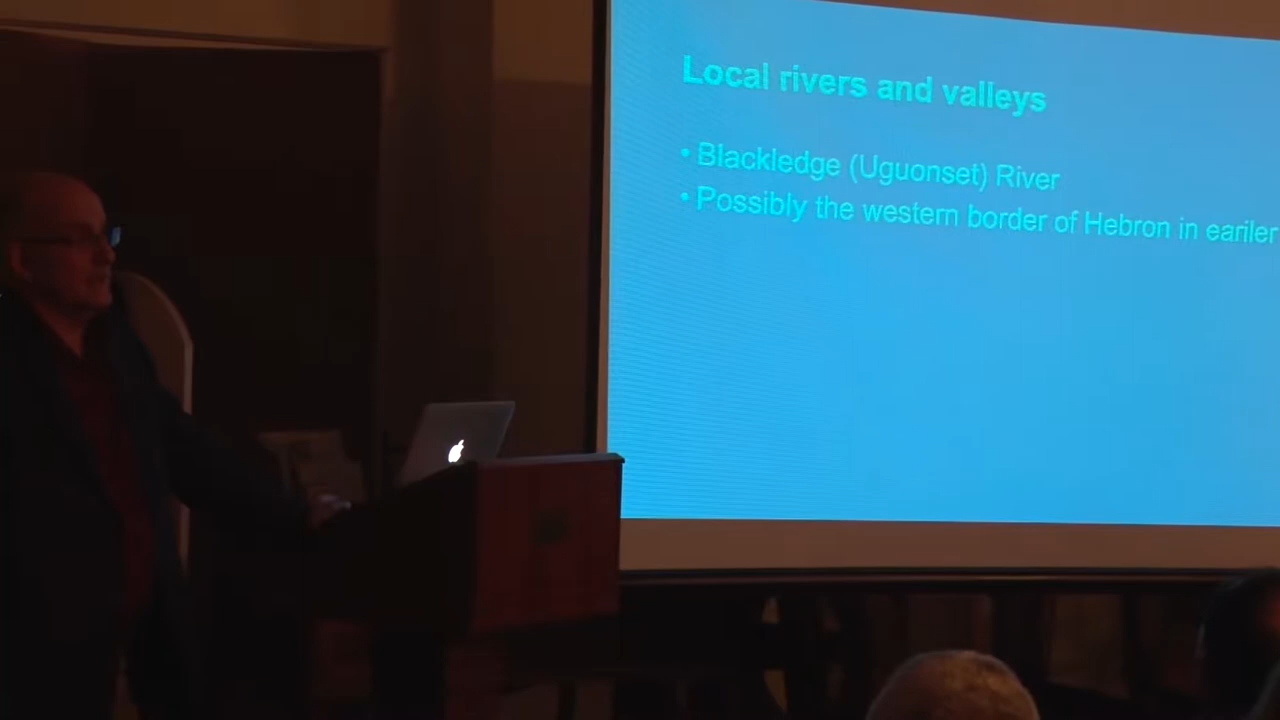 Local rivers and valleys
• Blackledge (Uguonset) River
• Possibly the western border of Hebron in eariler